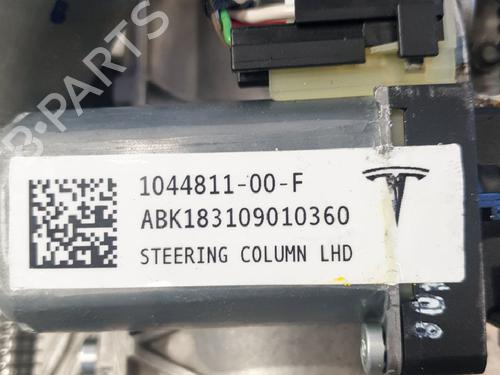 B-PARTS
1044811-00-F
ABK183109010360
STEERING COLUMN LHD